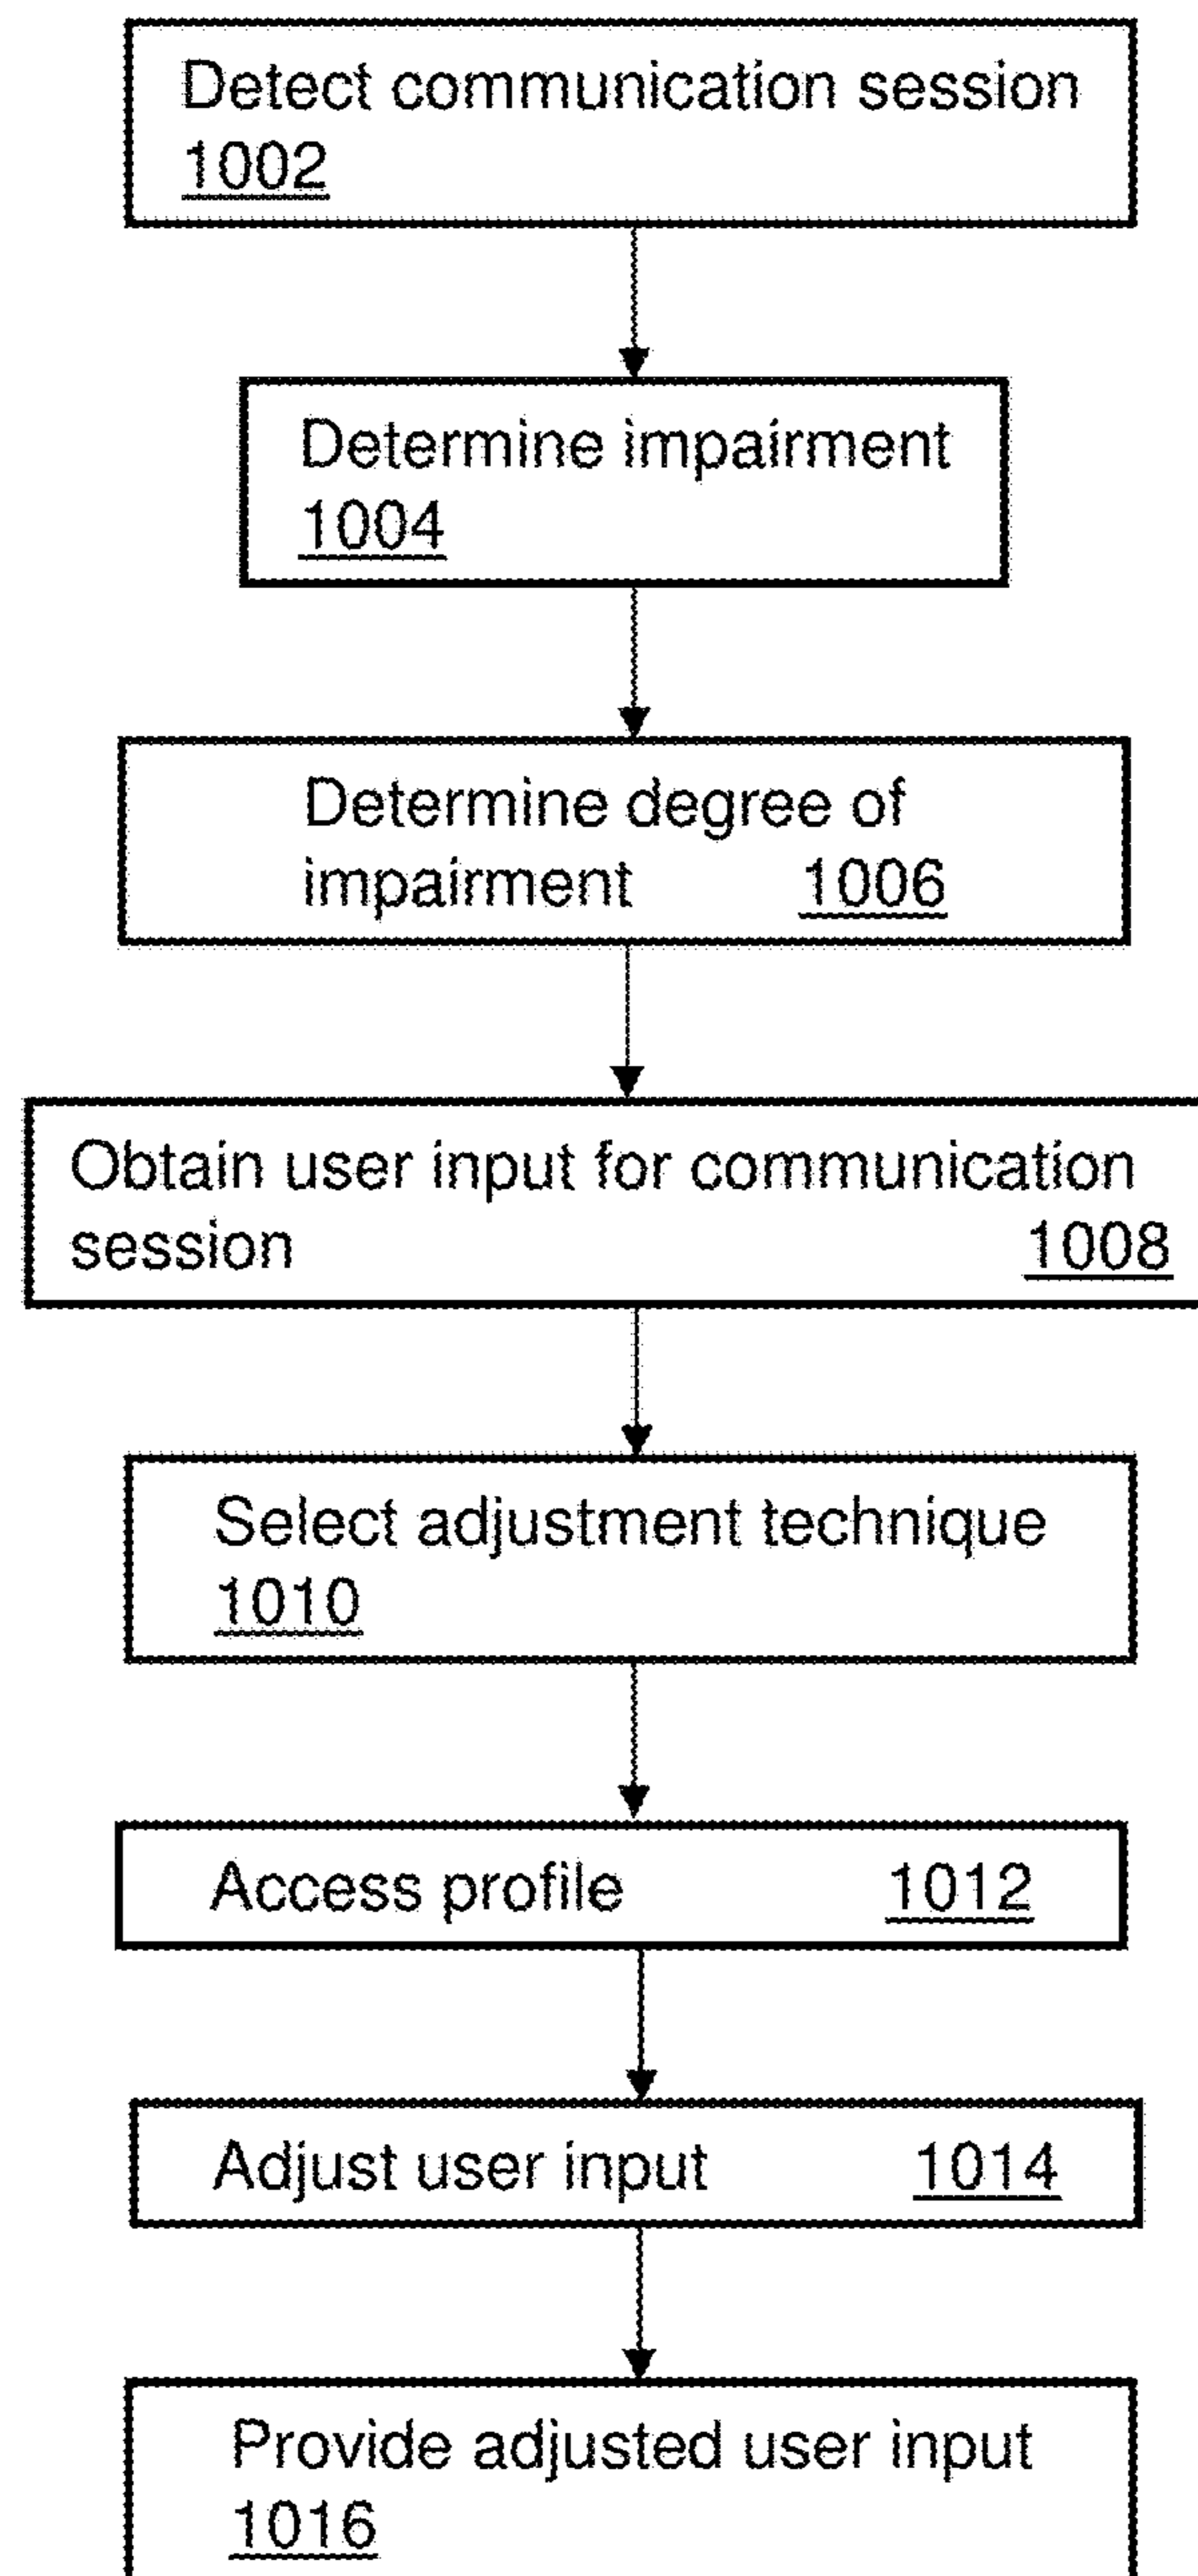 Detect communication session
1002
Determine impairment
1004
Determine degree of
impairment 1006
Obtain user input for communication
session 1008
Select adjustment technique
1010
Access profile 1012
Adjust user input 1014
Provide adjusted user input
1016